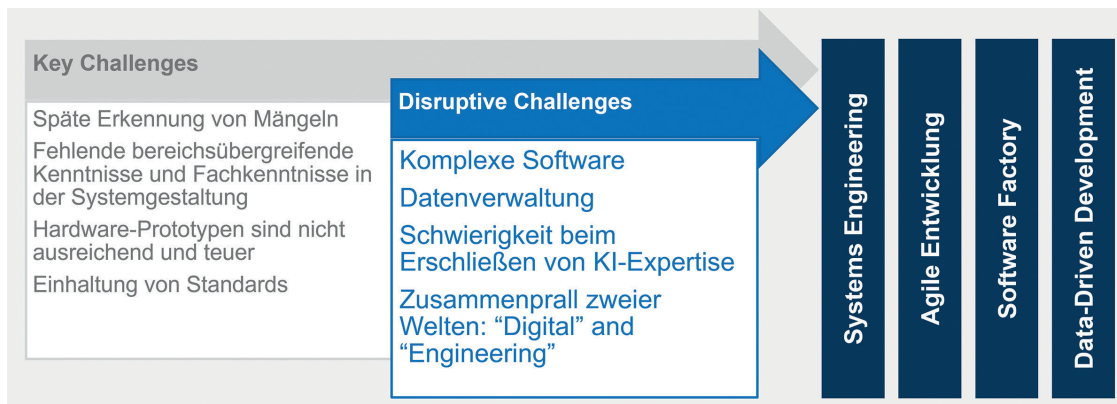 Key Challenges
Späte Erkennung von Mängeln
Fehlende bereichsübergreifende
Kenntnisse und Fachkenntnisse in
der Systemgestaltung
Hardware-Prototypen sind nicht
ausreichend und teuer
Einhaltung von Standards
Disruptive Challenges
Komplexe Software
Datenverwaltung
Schwierigkeit beim
Erschließen von KI-Expertise
Zusammenprall zweier
Welten: “Digital” and
“Engineering”
Systems Engineering
Agile Entwicklung
Software Factory
Data-Driven Development